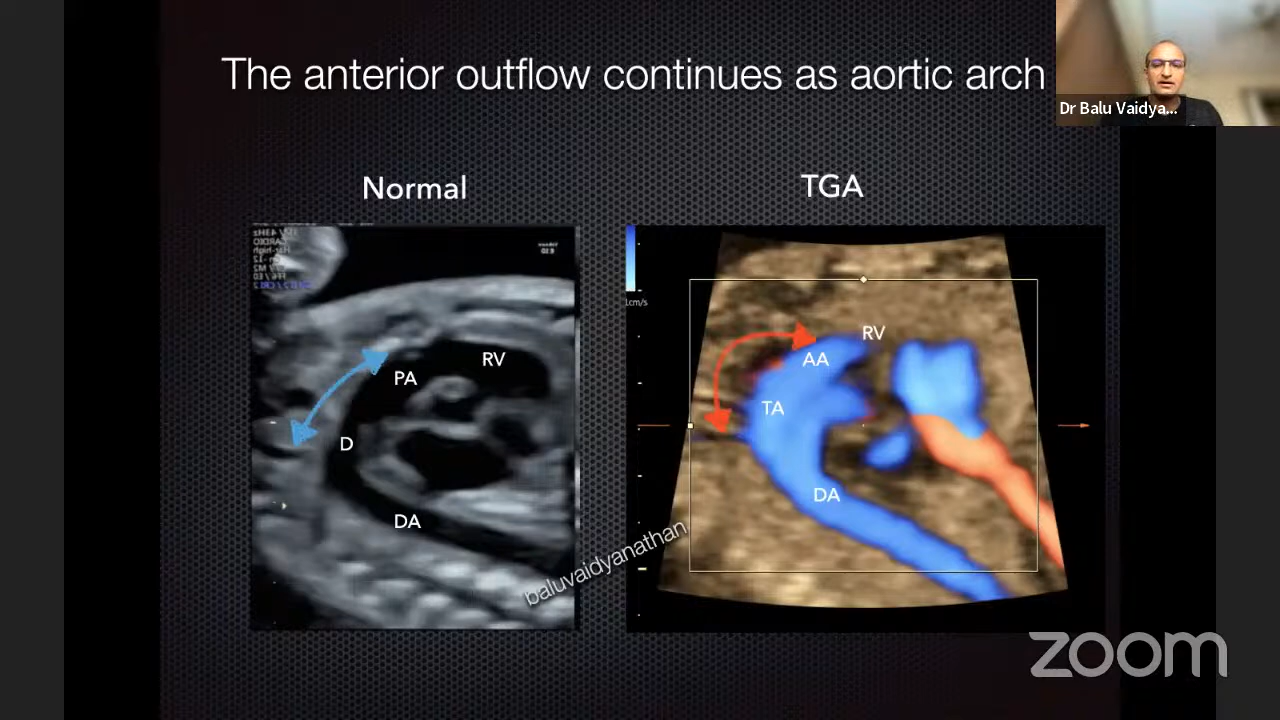 The anterior outflow continues as aortic arch
Dr Balu Vaidya...
Normal
TGA
RV
PA
D
DA
1cm/s
RV
AA
TA
DA
baluvaidyanathan
zoom